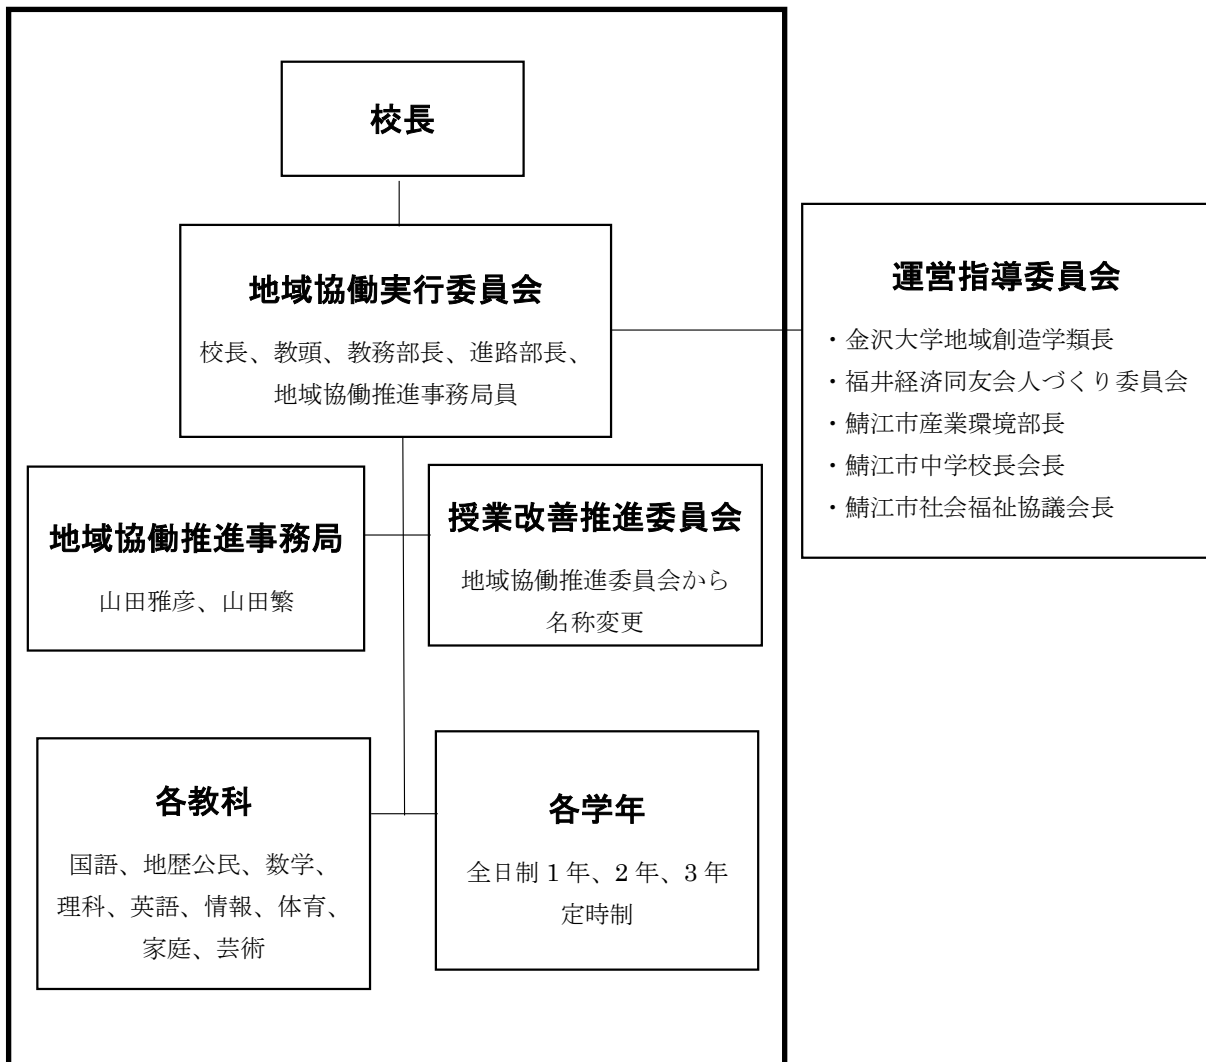 校長
地域協働実行委員会
校長、教頭、教務部長、進路部長、
地域協働推進事務局員
運営指導委員会
・金沢大学地域創造学類長
・福井経済同友会人づくり委員会
・鯖江市産業環境部長
・鯖江市中学校長会長
・鯖江市社会福祉協議会長
地域協働推進事務局
山田雅彦、山田繁
授業改善推進委員会
地域協働推進委員会から
名称変更
各教科
国語、地歴公民、数学、
理科、英語、情報、体育、
家庭、芸術
各学年
全日制 1 年、2 年、3 年
定時制